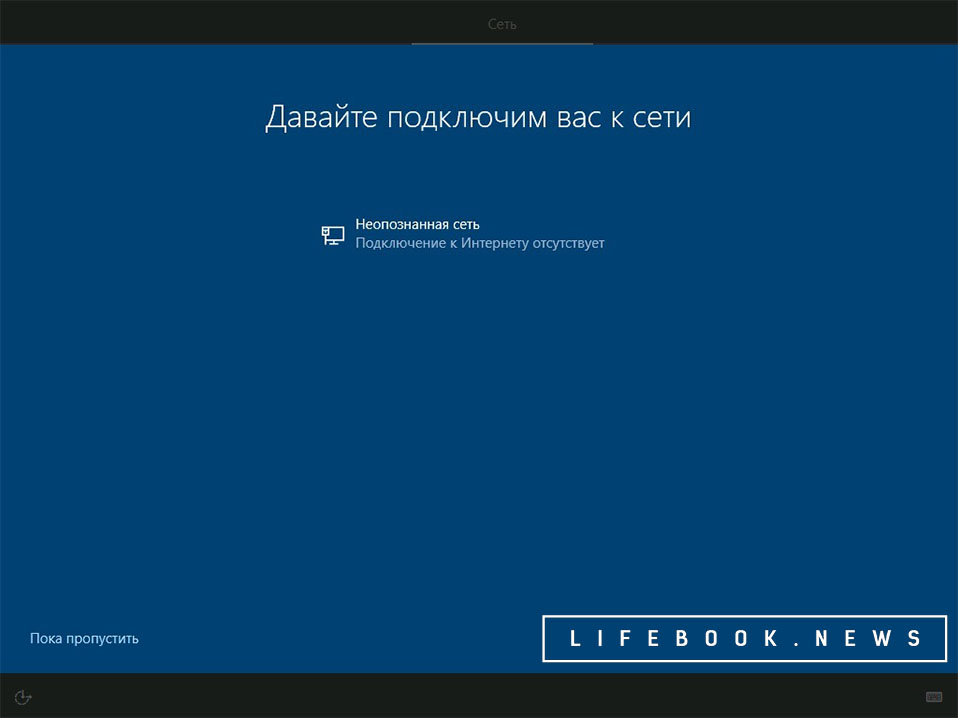 Сеть
Давайте подключим вас к сети
Неопознанная сеть
Подключение к Интернету отсутствует
Пока пропустить
LIFEBOOK.NEWS